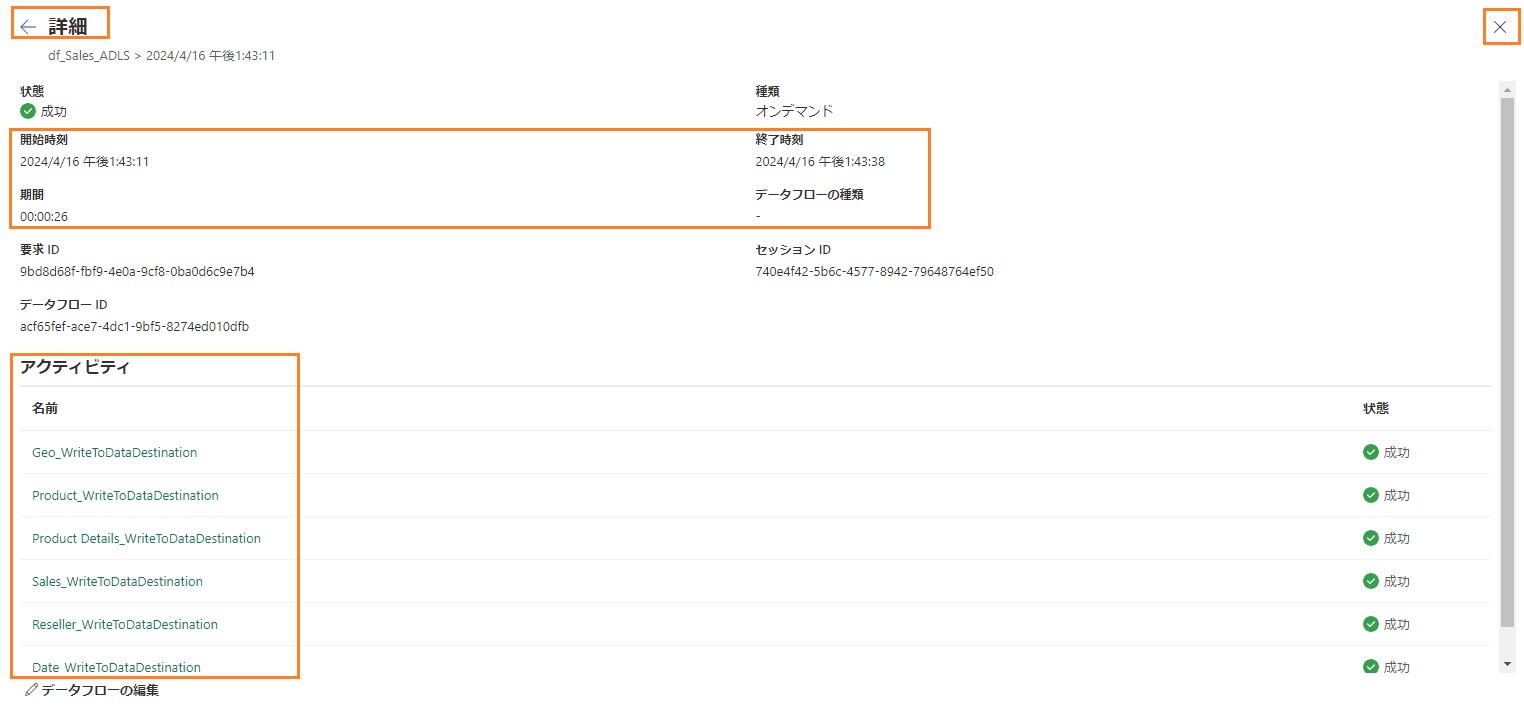 ← 詳細
df_Sales_ADLS > 2024/4/16 午後1:43:11
状態 種類
成功 オンデマンド
開始時刻 終了時刻
2024/4/16 午後1:43:11 2024/4/16 午後1:43:38
期間 データフローの種類
00:00:26 -
要求 ID セッション ID
9bd8d68f-fbf9-4e0a-9cf8-0ba0d6c9e7b4 740e4f42-5b6c-4577-8942-79648764ef50
データフロー ID
acf65fef-ace7-4dc1-9bf5-8274ed010dfb
アクティビティ
名前 状態
Geo_WriteToDataDestination 成功
Product_WriteToDataDestination 成功
Product Details_WriteToDataDestination 成功
Sales_WriteToDataDestination 成功
Reseller_WriteToDataDestination 成功
Date_WriteToDataDestination 成功
データフローの編集